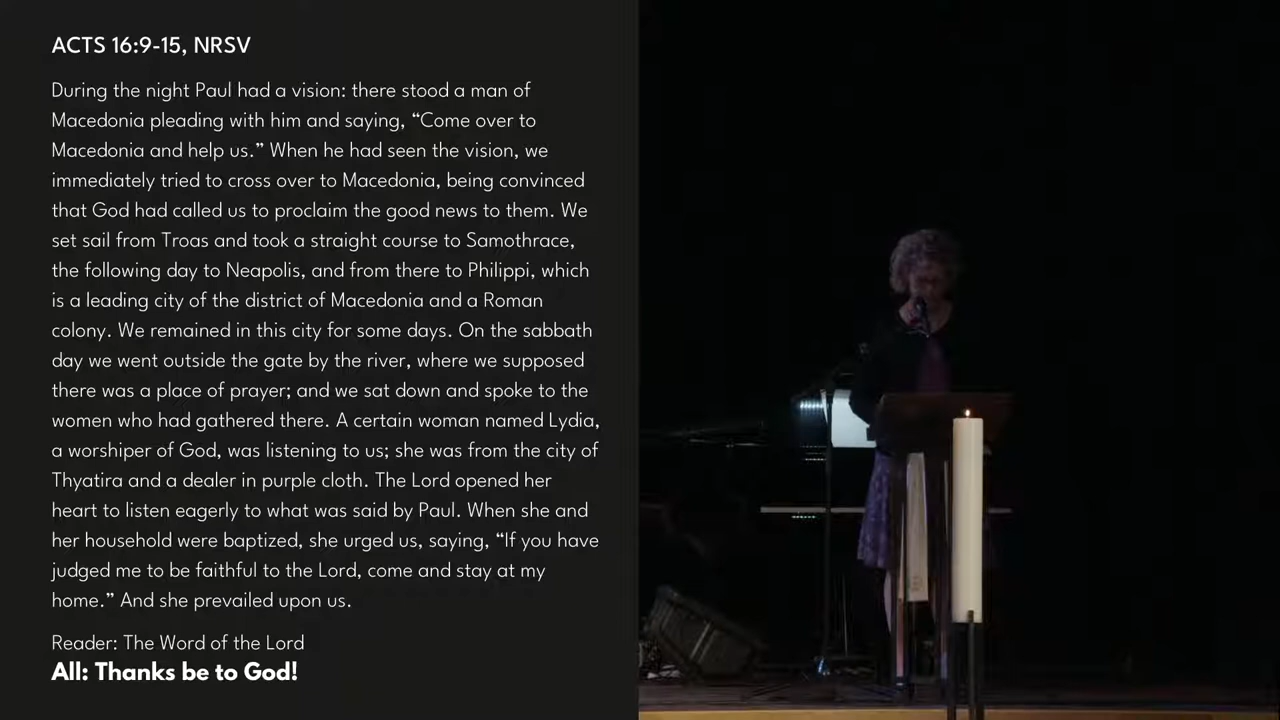 ACTS 16:9-15, NRSV
During the night Paul had a vision: there stood a man of
Macedonia pleading with him and saying, “Come over to
Macedonia and help us.” When he had seen the vision, we
immediately tried to cross over to Macedonia, being convinced
that God had called us to proclaim the good news to them. We
set sail from Troas and took a straight course to Samothrace,
the following day to Neapolis, and from there to Philippi, which
is a leading city of the district of Macedonia and a Roman
colony. We remained in this city for some days. On the sabbath
day we went outside the gate by the river, where we supposed
there was a place of prayer; and we sat down and spoke to the
women who had gathered there. A certain woman named Lydia,
a worshiper of God, was listening to us; she was from the city of
Thyatira and a dealer in purple cloth. The Lord opened her
heart to listen eagerly to what was said by Paul. When she and
her household were baptized, she urged us, saying, “If you have
judged me to be faithful to the Lord, come and stay at my
home.” And she prevailed upon us.
Reader: The Word of the Lord
All: Thanks be to God!